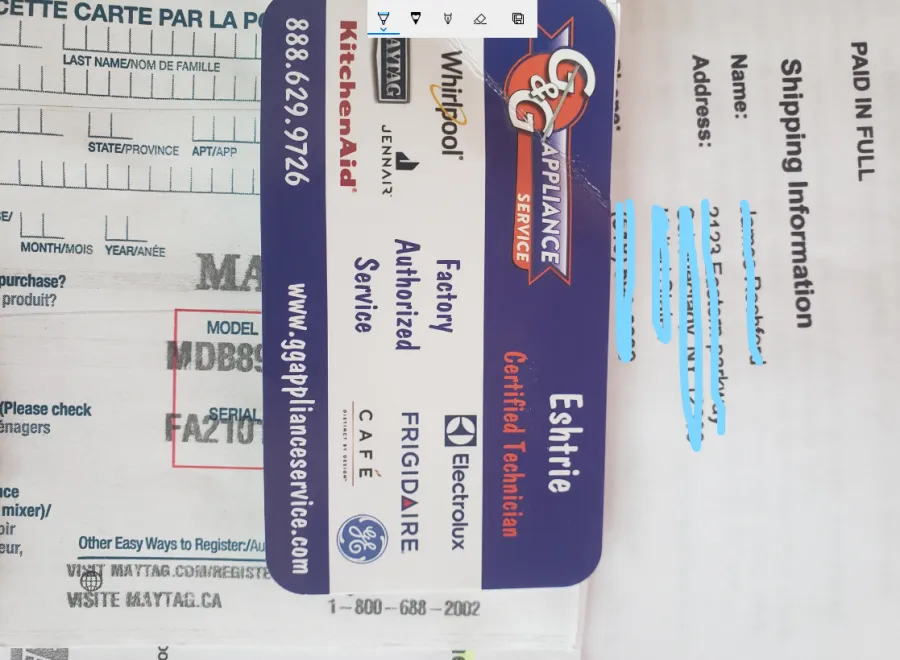 CETTE CARTE PAR LA PO
LAST NAME/NOM DE FAMILLE
STATE/PROVINCE APT/APP
MONTH/MOIS YEAR/ANÉE
purchase?
produit?
MA
MODEL
MDB89
SERIAL
FA210
(Please check
énagers
mixer)/
eur,
Other Easy Ways to Register:/Au
VISIT MAYTAG.COM/REGISTE
VISITE MAYTAG.CA
1-800-688-2002
G&G APPLIANCE
SERVICE
Eshtrie
Certified Technician
Whirlpool
MAYTAG
JENNAIR
KitchenAid
Factory
Authorized
Service
Electrolux
FRIGIDAIRE
CAFÉ
DISTINCT BY DESIGN
GE
888.629.9726 www.ggapplianceservice.com
PAID IN FULL
Shipping Information
Name:
Address: